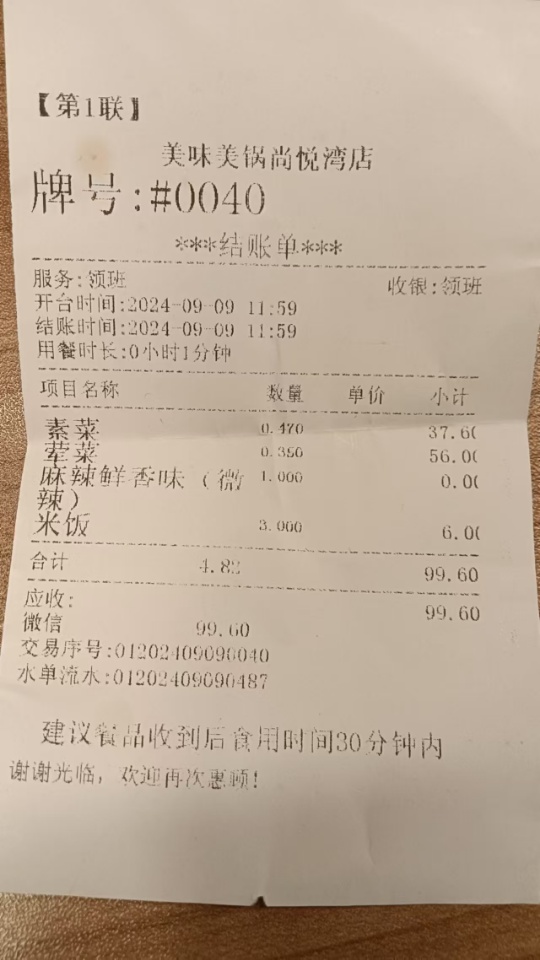 【第1联】
美味美锅尚悦湾店
牌号:#0040
***结账单***
服务:领班 收银:领班
开台时间:2024-09-09 11:59
结账时间:2024-09-09 11:59
用餐时长:0小时1分钟
项目名称 数量 单价 小计
素菜 0.470 37.60
荤菜 0.350 56.00
麻辣鲜香味（微 1.000 0.00
辣）
米饭 3.000 6.00
合计 4.82 99.60
应收: 99.60
微信 99.60
交易序号:01202409090040
水单流水:01202409090487
建议餐品收到后食用时间30分钟内
谢谢光临，欢迎再次惠顾!